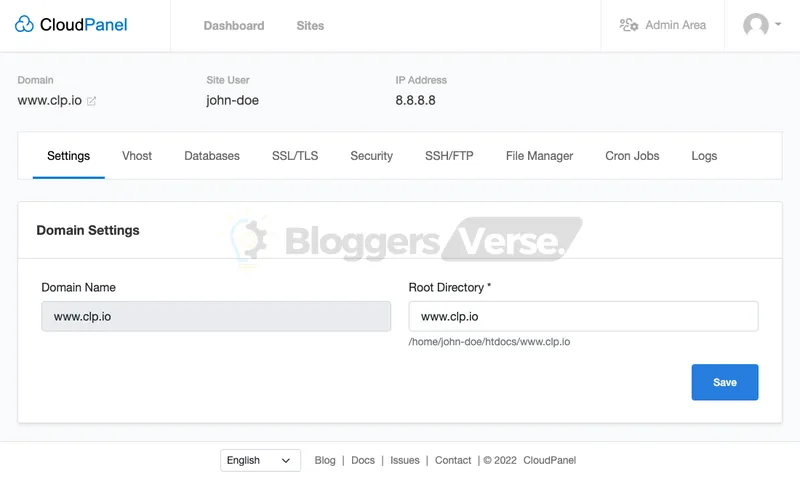 CloudPanel Dashboard Sites Admin Area
Domain Site User IP Address
www.clp.io john-doe 8.8.8.8
Settings Vhost Databases SSL/TLS Security SSH/FTP File Manager Cron Jobs Logs
Domain Settings
Bloggers Verse.
Domain Name Root Directory *
www.clp.io www.clp.io
/home/john-doe/htdocs/www.clp.io
Save
English Blog | Docs | Issues | Contact | © 2022 CloudPanel